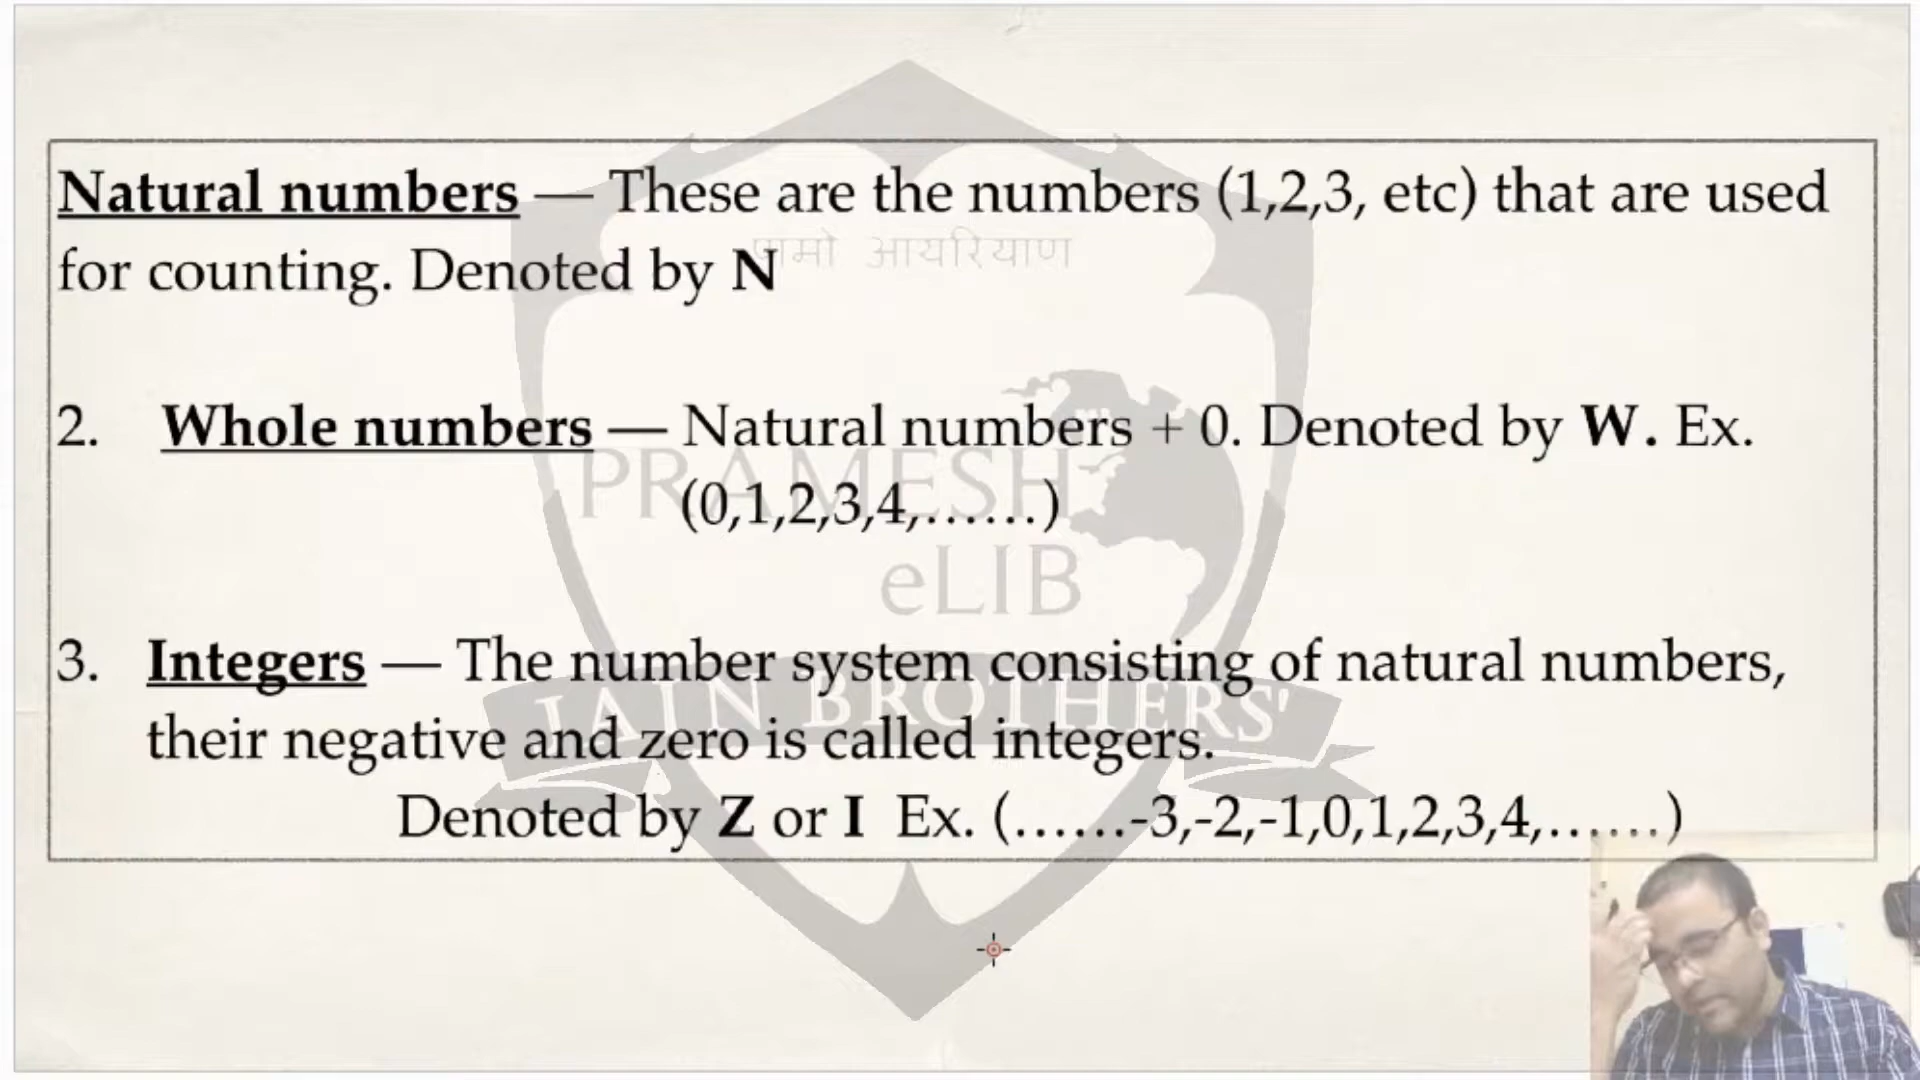 Natural numbers — These are the numbers (1,2,3, etc) that are used
for counting. Denoted by N
णमो आयरियाण
2. Whole numbers — Natural numbers + 0. Denoted by W. Ex.
(0,1,2,3,4,……)
PRAMESH
eLIB
3. Integers — The number system consisting of natural numbers,
JAIN BROTHERS'
their negative and zero is called integers.
Denoted by Z or I Ex. (……-3,-2,-1,0,1,2,3,4,……)